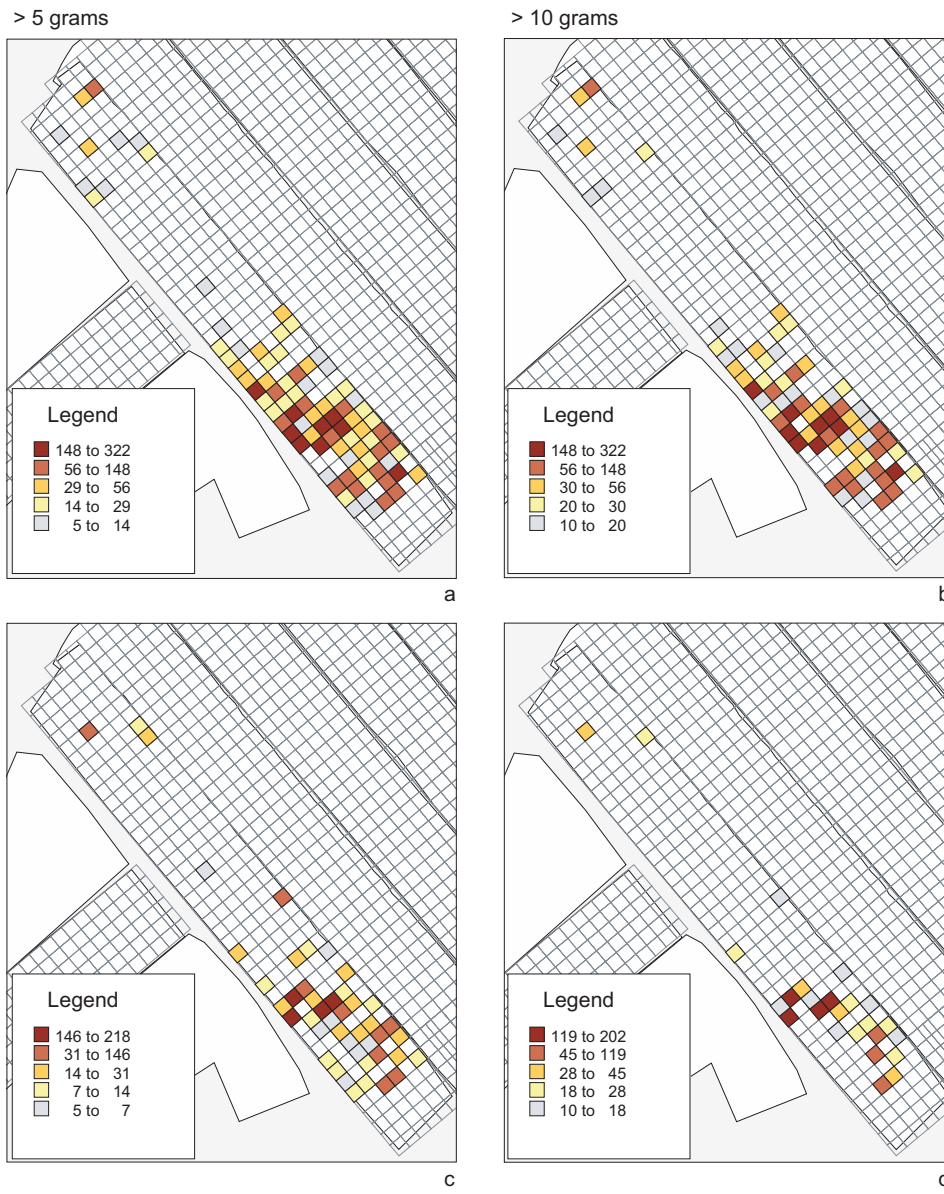 > 5 grams
> 10 grams
Legend
148 to 322
56 to 148
29 to 56
14 to 29
5 to 14
a
Legend
148 to 322
56 to 148
30 to 56
20 to 30
10 to 20
b
Legend
146 to 218
31 to 146
14 to 31
7 to 14
5 to 7
c
Legend
119 to 202
45 to 119
28 to 45
18 to 28
10 to 18
d